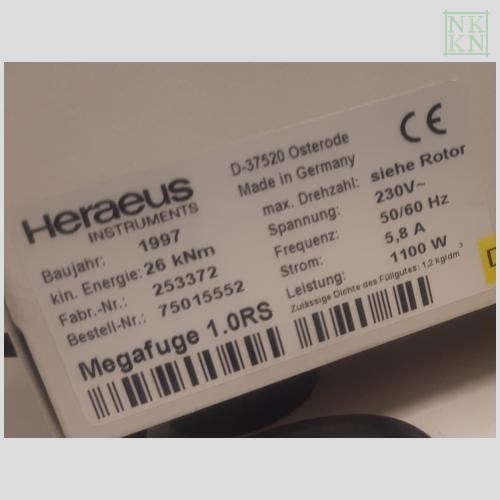 NK
KN
Heraeus
INSTRUMENTS
Baujahr: 1997
kin. Energie: 26 kNm
Fabr.-Nr.: 253372
Bestell-Nr.: 75015552
Megafuge 1.0RS
CE
D-37520 Osterode
Made in Germany
max. Drehzahl: siehe Rotor
Spannung: 230V~
Frequenz: 50/60 Hz
Strom: 5,8 A
Leistung: 1100 W
Zulässige Dichte des Füllgutes: 1,2 kg/dm³